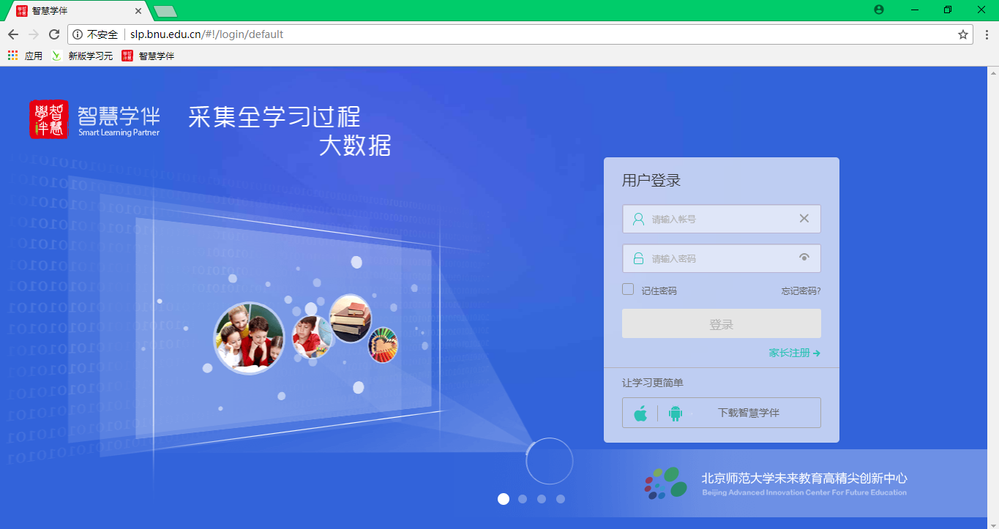 智慧学伴
不安全 slp.bnu.edu.cn/#!/login/default
应用 新版学习元 智慧学伴
智慧學伴
智慧学伴
Smart Learning Partner
采集全学习过程
大数据
用户登录
请输入帐号
请输入密码
记住密码 忘记密码?
登录
家长注册
让学习更简单
下载智慧学伴
北京师范大学未来教育高精尖创新中心
Beijing Advanced Innovation Center For Future Education